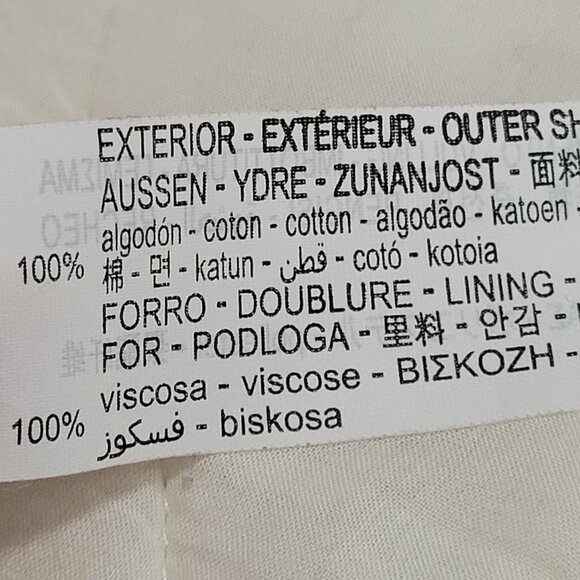 EXTERIOR - EXTÉRIEUR - OUTER SH
AUSSEN - YDRE - ZUNANJOST - 面料
algodón - coton - cotton - algodão - katoen -
100% 棉 - 면 - katun - قطن - cotó - kotoia
FORRO - DOUBLURE - LINING -
FOR - PODLOGA - 里料 - 안감 -
viscosa - viscose - ΒΙΣΚΟΖΗ -
100% فسكوز - biskosa